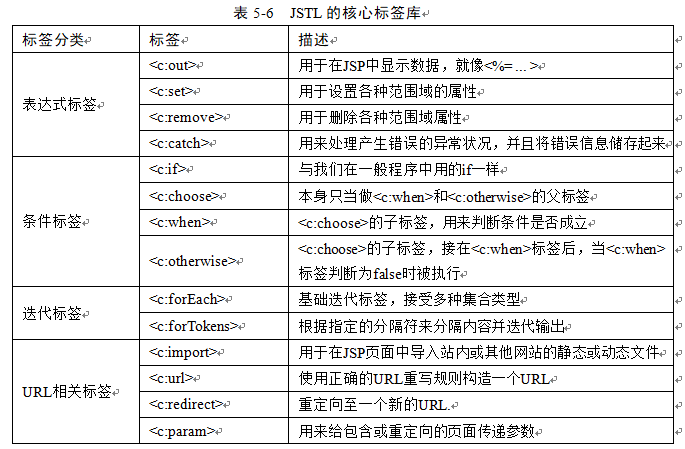 表 5-6 JSTL 的核心标签库
标签分类 标签 描述
表达式标签 <c:out> 用于在JSP中显示数据，就像<%= ... >
<c:set> 用于设置各种范围域的属性
<c:remove> 用于删除各种范围域属性
<c:catch> 用来处理产生错误的异常状况，并且将错误信息储存起来
条件标签 <c:if> 与我们在一般程序中用的if一样
<c:choose> 本身只当做<c:when>和<c:otherwise>的父标签
<c:when> <c:choose>的子标签，用来判断条件是否成立
<c:otherwise> <c:choose>的子标签，接在<c:when>标签后，当<c:when>
标签判断为false时被执行
迭代标签 <c:forEach> 基础迭代标签，接受多种集合类型
<c:forTokens> 根据指定的分隔符来分隔内容并迭代输出
URL相关标签 <c:import> 用于在JSP页面中导入站内或其他网站的静态或动态文件
<c:url> 使用正确的URL重写规则构造一个URL
<c:redirect> 重定向至一个新的URL.
<c:param> 用来给包含或重定向的页面传递参数